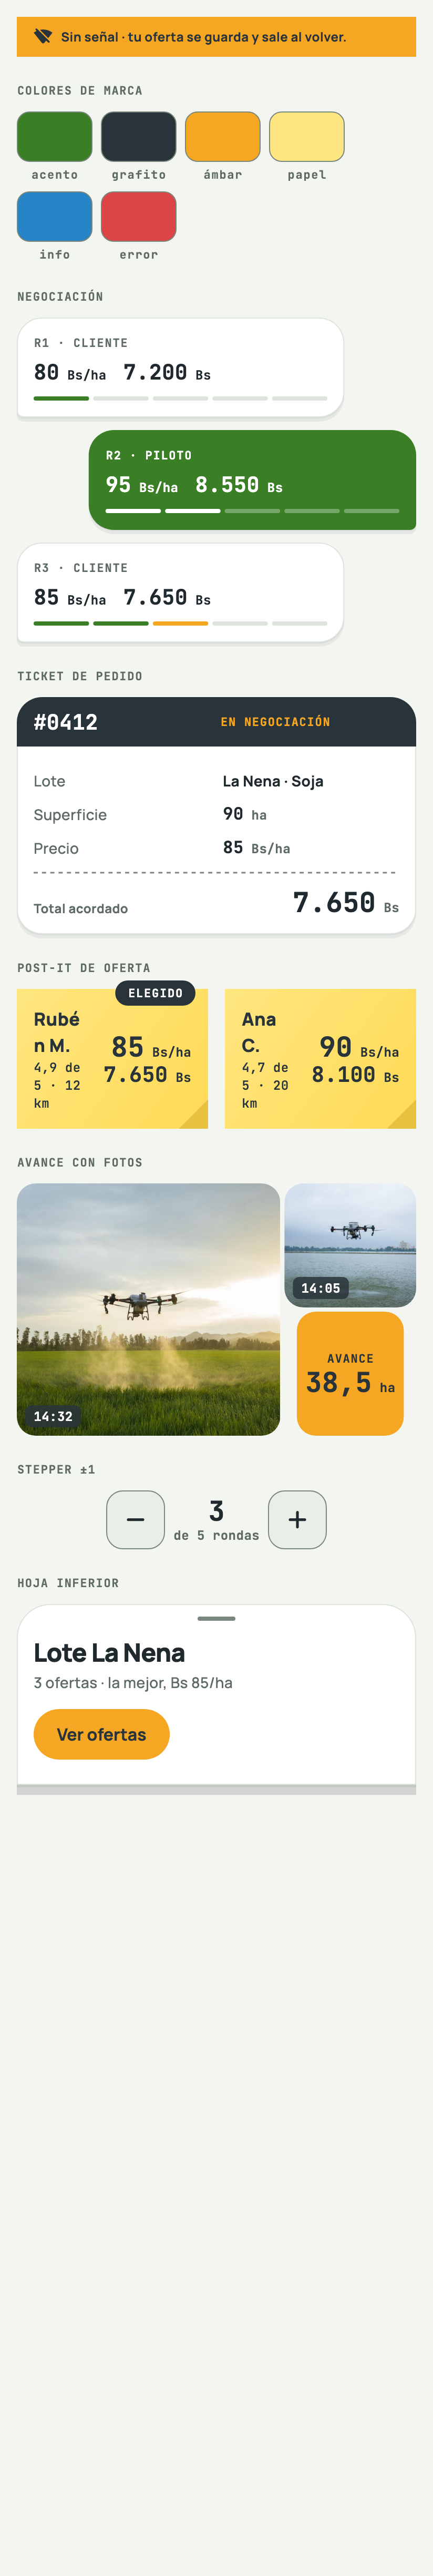 Sin señal · tu oferta se guarda y sale al volver.
COLORES DE MARCA
acento grafito ámbar papel
info error
NEGOCIACIÓN
R1 · CLIENTE
80 Bs/ha 7.200 Bs
R2 · PILOTO
95 Bs/ha 8.550 Bs
R3 · CLIENTE
85 Bs/ha 7.650 Bs
TICKET DE PEDIDO
#0412 EN NEGOCIACIÓN
Lote La Nena · Soja
Superficie 90 ha
Precio 85 Bs/ha
Total acordado 7.650 Bs
POST-IT DE OFERTA
ELEGIDO
Rubé
n M.
4,9 de
5 · 12
km
85 Bs/ha
7.650 Bs
Ana
C.
4,7 de
5 · 20
km
90 Bs/ha
8.100 Bs
AVANCE CON FOTOS
14:32
14:05
AVANCE
38,5 ha
STEPPER ±1
− 3 +
de 5 rondas
HOJA INFERIOR
Lote La Nena
3 ofertas · la mejor, Bs 85/ha
Ver ofertas